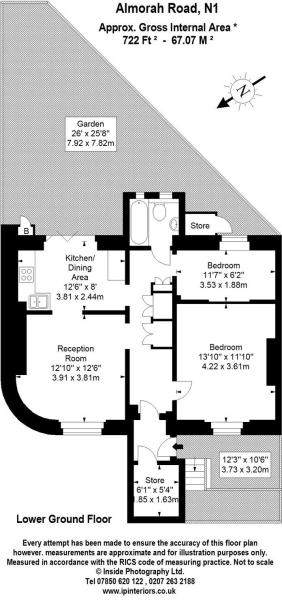 Almorah Road, N1
Approx. Gross Internal Area *
722 Ft ² - 67.07 M ²
N
Garden
26' x 25'8"
7.92 x 7.82m
B
Store
Kitchen/
Dining
Area
12'6" x 8'
3.81 x 2.44m
Bedroom
11'7" x 6'2"
3.53 x 1.88m
Reception
Room
12'10" x 12'6"
3.91 x 3.81m
Bedroom
13'10" x 11'10"
4.22 x 3.61m
12'3" x 10'6"
3.73 x 3.20m
Store
6'1" x 5'4"
1.85 x 1.63m
Lower Ground Floor
Every attempt has been made to ensure the accuracy of this floor plan
however. measurements are approximate and for illustration purposes only.
Measured in accordance with the RICS code of measuring practice. Not to scale
© Inside Photography Ltd.
Tel 07850 620 122 , 0207 263 2188
www.ipinteriors.co.uk